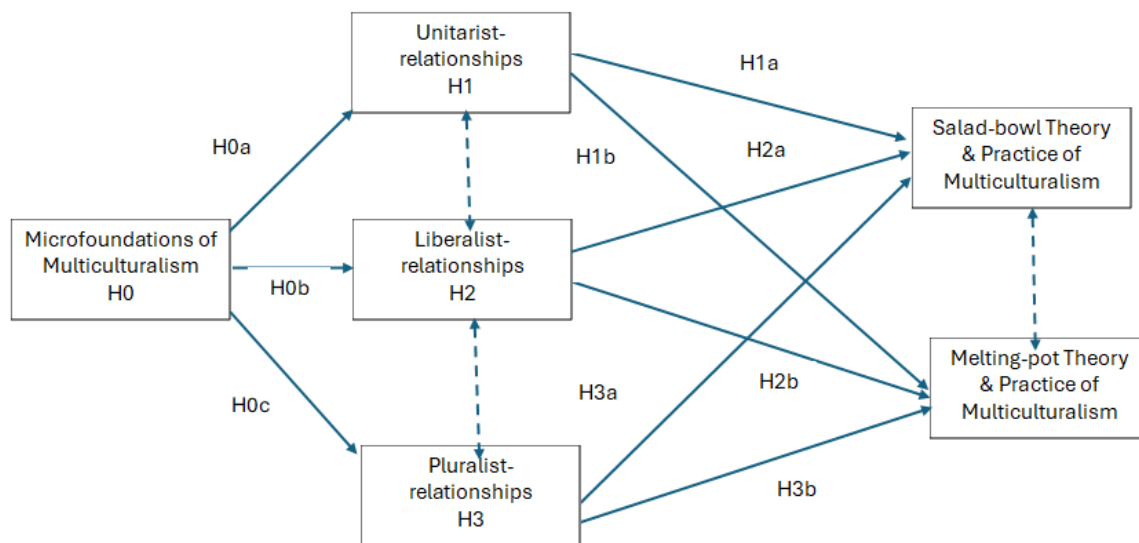 Unitarist-
relationships
H1
H1a
Salad-bowl Theory
& Practice of
Multiculturalism
H0a
H1b
H2a
Microfoundations of
Multiculturalism
H0
H0b
Liberalist-
relationships
H2
H2b
Melting-pot Theory
& Practice of
Multiculturalism
H0c
H3a
Pluralist-
relationships
H3
H3b